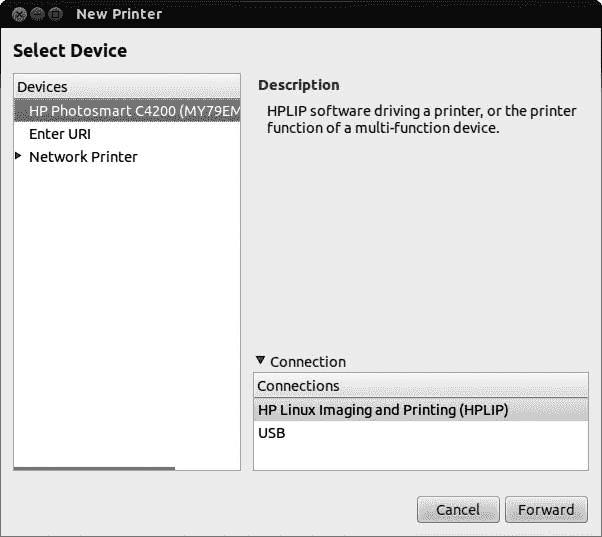 New Printer
Select Device
Devices
HP Photosmart C4200 (MY79EM
Enter URI
Network Printer
Description
HPLIP software driving a printer, or the printer
function of a multi-function device.
Connection
Connections
HP Linux Imaging and Printing (HPLIP)
USB
Cancel
Forward